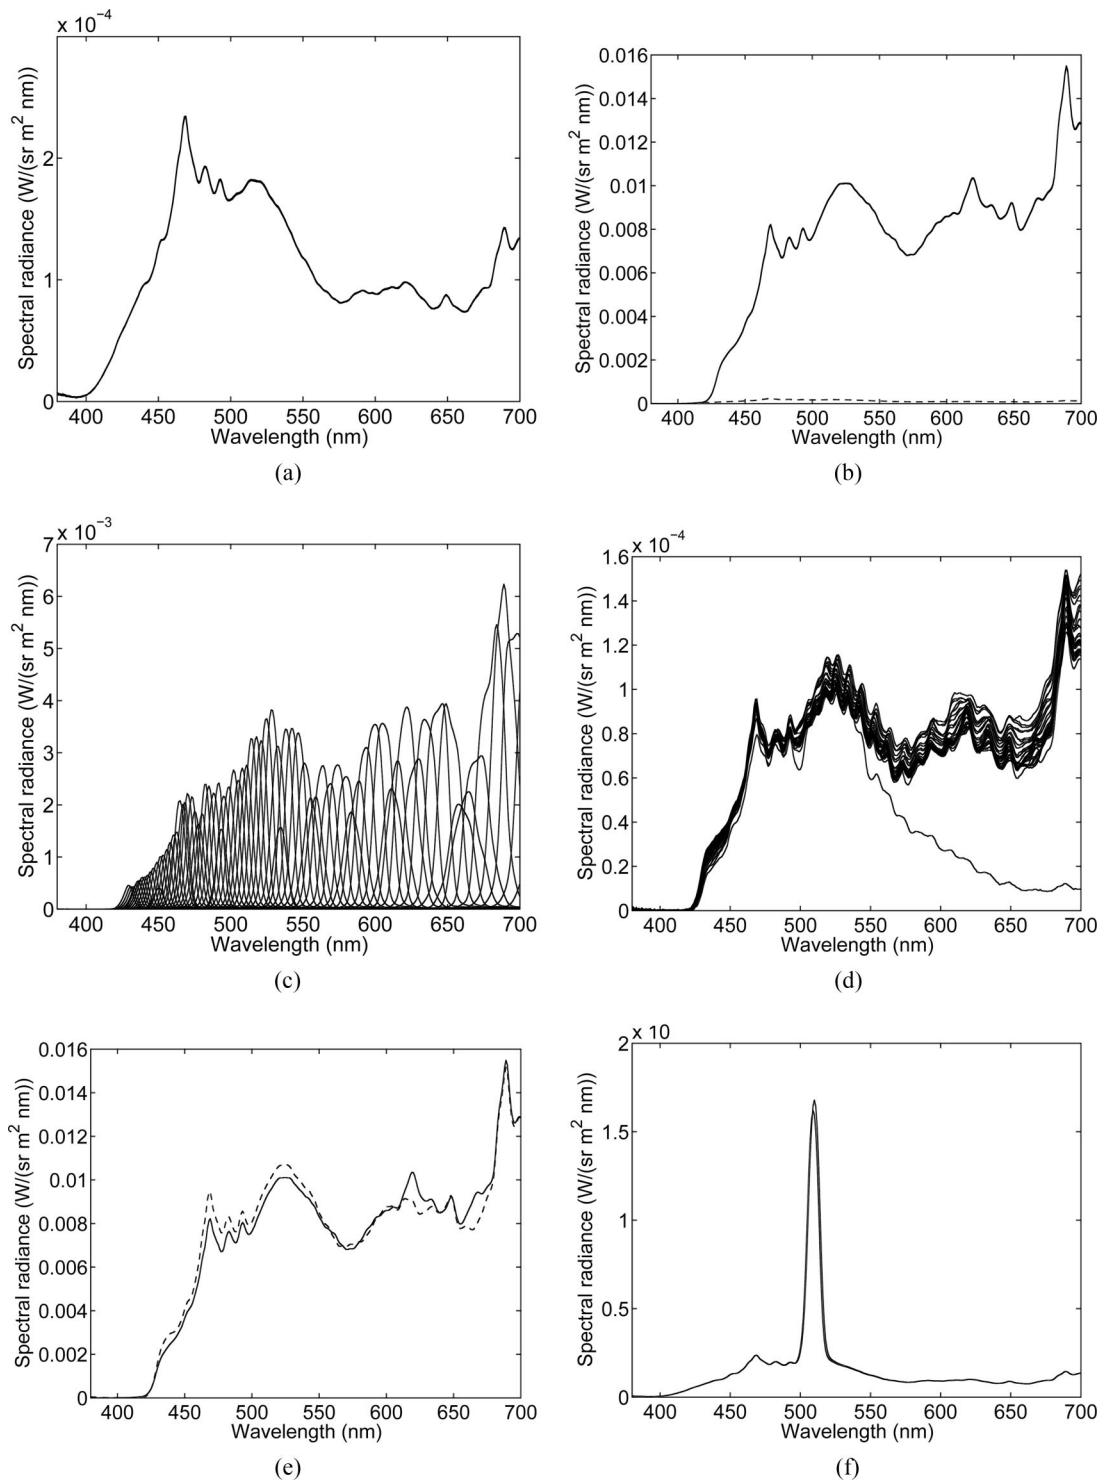 x 10⁻⁴
Spectral radiance (W/(sr m² nm))
2
1
0
400 450 500 550 600 650 700
Wavelength (nm)
(a)
Spectral radiance (W/(sr m² nm))
0.016
0.014
0.012
0.01
0.008
0.006
0.004
0.002
0
400 450 500 550 600 650 700
Wavelength (nm)
(b)
x 10⁻³
Spectral radiance (W/(sr m² nm))
7
6
5
4
3
2
1
0
400 450 500 550 600 650 700
Wavelength (nm)
(c)
x 10⁻⁴
Spectral radiance (W/(sr m² nm))
1.6
1.4
1.2
1
0.8
0.6
0.4
0.2
0
400 450 500 550 600 650 700
Wavelength (nm)
(d)
Spectral radiance (W/(sr m² nm))
0.016
0.014
0.012
0.01
0.008
0.006
0.004
0.002
0
400 450 500 550 600 650 700
Wavelength (nm)
(e)
x 10
Spectral radiance (W/(sr m² nm))
2
1.5
1
0.5
0
400 450 500 550 600 650 700
Wavelength (nm)
(f)